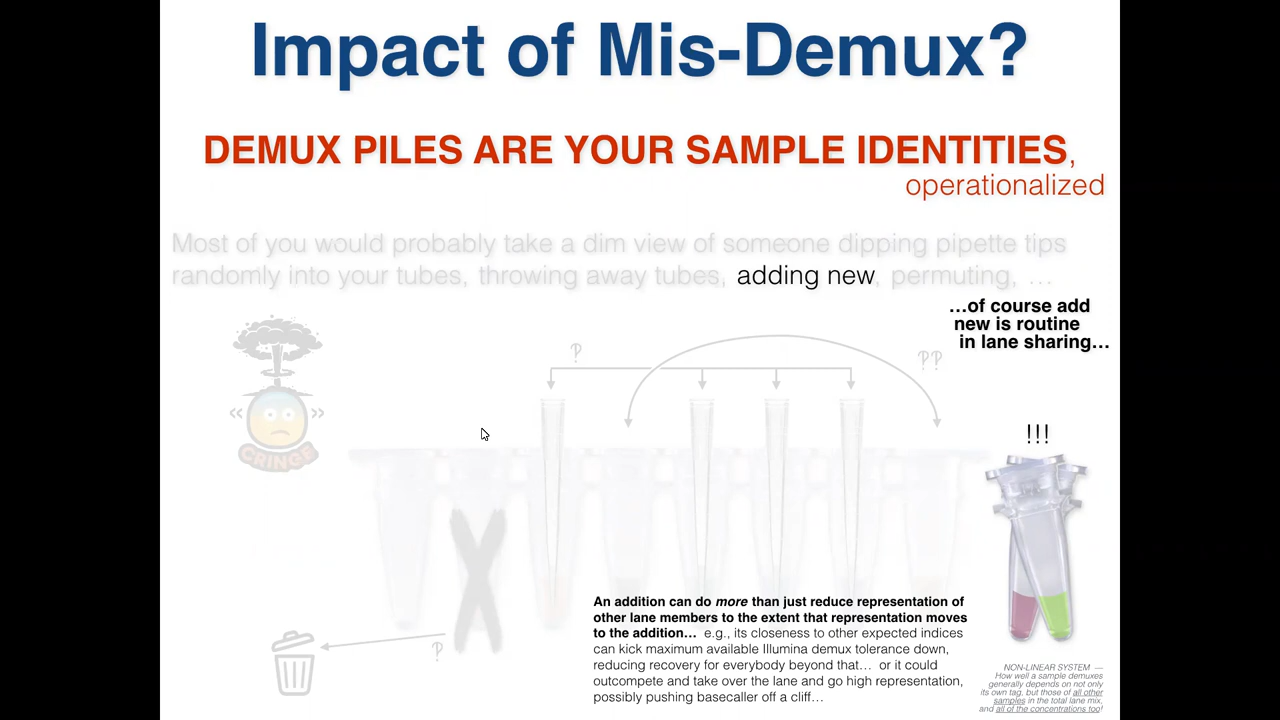 Impact of Mis-Demux?
DEMUX PILES ARE YOUR SAMPLE IDENTITIES,
operationalized
Most of you would probably take a dim view of someone dipping pipette tips
randomly into your tubes, throwing away tubes, adding new, permuting, …
…of course add
new is routine
in lane sharing…
?
??
«
»
CRINGE
!!!
X
?
An addition can do more than just reduce representation of
other lane members to the extent that representation moves
to the addition… e.g., its closeness to other expected indices
can kick maximum available Illumina demux tolerance down,
reducing recovery for everybody beyond that… or it could
outcompete and take over the lane and go high representation,
possibly pushing basecaller off a cliff…
NON-LINEAR SYSTEM —
How well a sample demuxes
generally depends on not only
its own tag, but those of all other
samples in the total lane mix,
and all of the concentrations too!